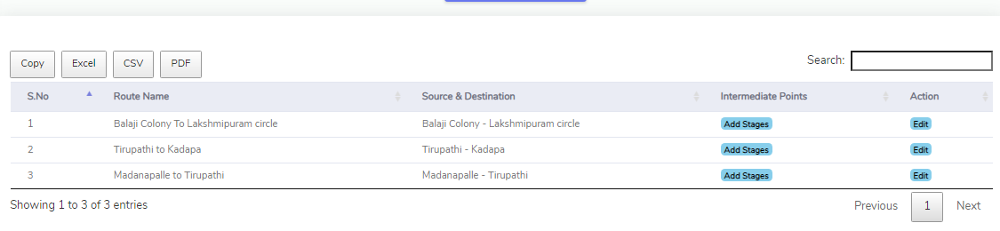 Copy Excel CSV PDF Search:
S.No Route Name Source & Destination Intermediate Points Action
1 Balaji Colony To Lakshmipuram circle Balaji Colony - Lakshmipuram circle Add Stages Edit
2 Tirupathi to Kadapa Tirupathi - Kadapa Add Stages Edit
3 Madanapalle to Tirupathi Madanapalle - Tirupathi Add Stages Edit
Showing 1 to 3 of 3 entries Previous 1 Next